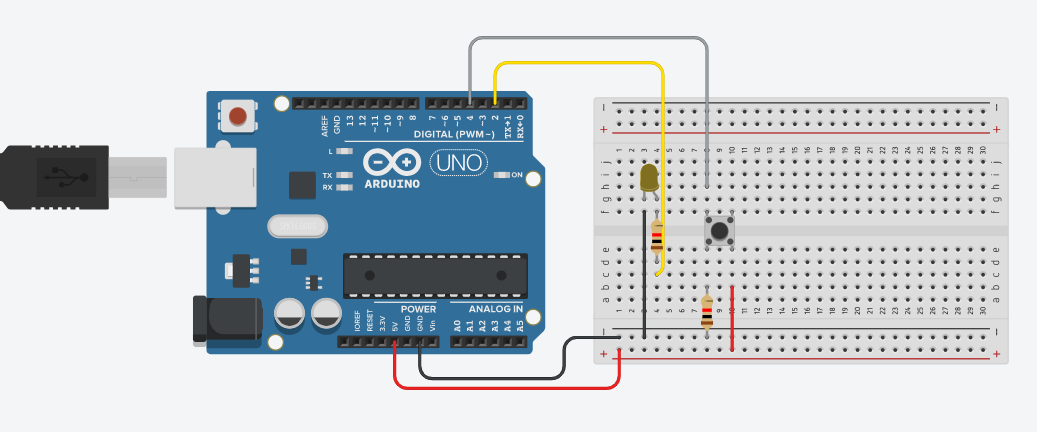 AREF
GND
13
12
~11
~10
~9
8
7
~6
~5
4
~3
2
TX→1
RX←0
DIGITAL (PWM~)
L
TX
RX
UNO
ARDUINO
ON
POWER
ANALOG IN
IOREF
RESET
3.3V
5V
GND
GND
Vin
A0
A1
A2
A3
A4
A5
− −
+ +
1 2 3 4 5 6 7 8 9 10 11 12 13 14 15 16 17 18 19 20 21 22 23 24 25 26 27 28 29 30
j j
i i
h h
g g
f f
e e
d d
c c
b b
a a
1 2 3 4 5 6 7 8 9 10 11 12 13 14 15 16 17 18 19 20 21 22 23 24 25 26 27 28 29 30
− −
+ +